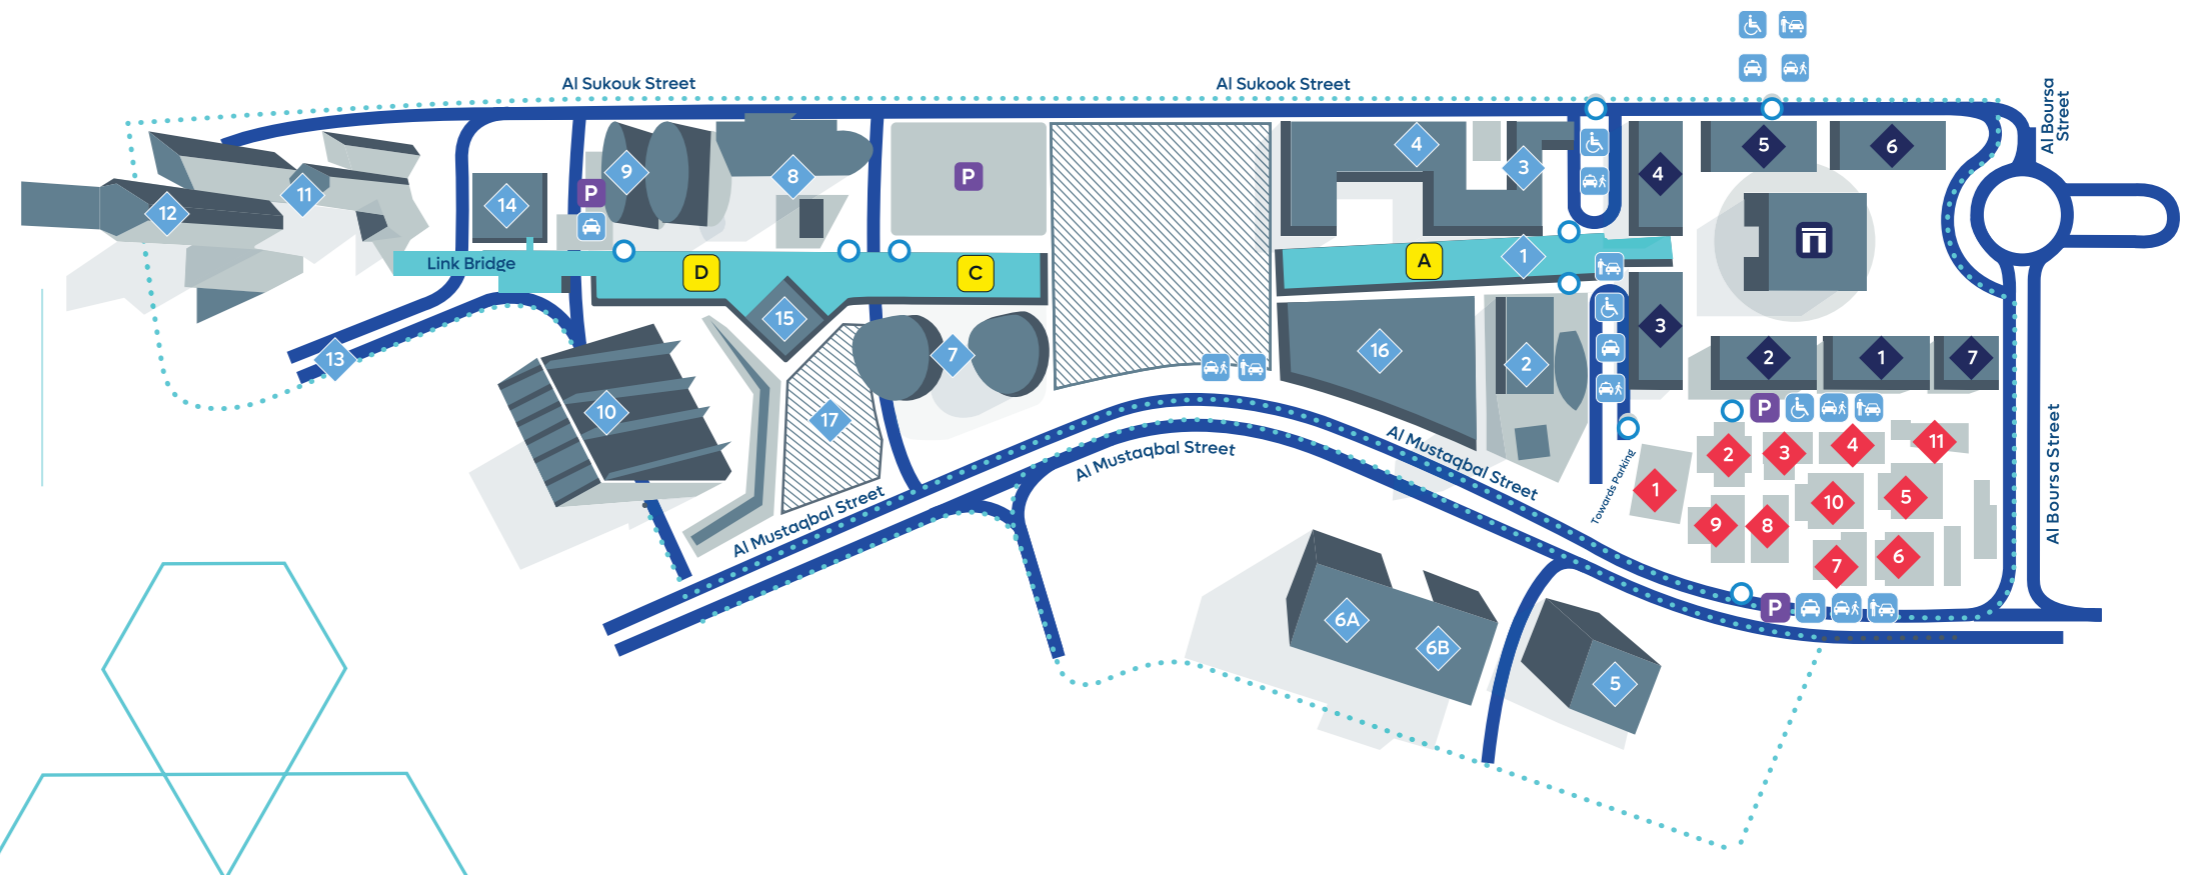 Al Sukouk Street
Al Sukook Street
Al Boursa
Street
12
11
14
P
9
8
P
4
3
4
5
6
Link Bridge
D
C
A
1
13
15
7
16
2
3
2
1
7
10
17
P
Al Mustaqbal Street
Al Mustaqbal Street
Al Mustaqbal Street
Towards Parking
Al Boursa Street
1
2
3
4
11
9
8
10
5
7
6
P
6A
6B
5